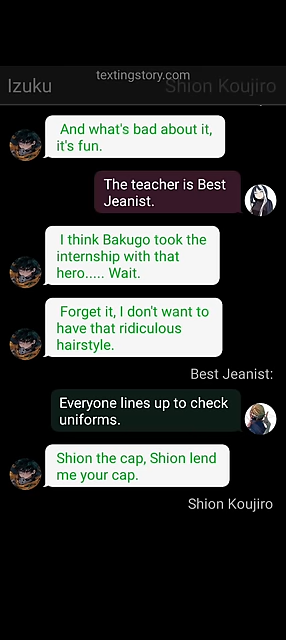 textingstory.com
Izuku
Shion Koujiro
And what's bad about it,
it's fun.
The teacher is Best
Jeanist.
I think Bakugo took the
internship with that
hero..... Wait.
Forget it, I don't want to
have that ridiculous
hairstyle.
Best Jeanist:
Everyone lines up to check
uniforms.
Shion the cap, Shion lend
me your cap.
Shion Koujiro